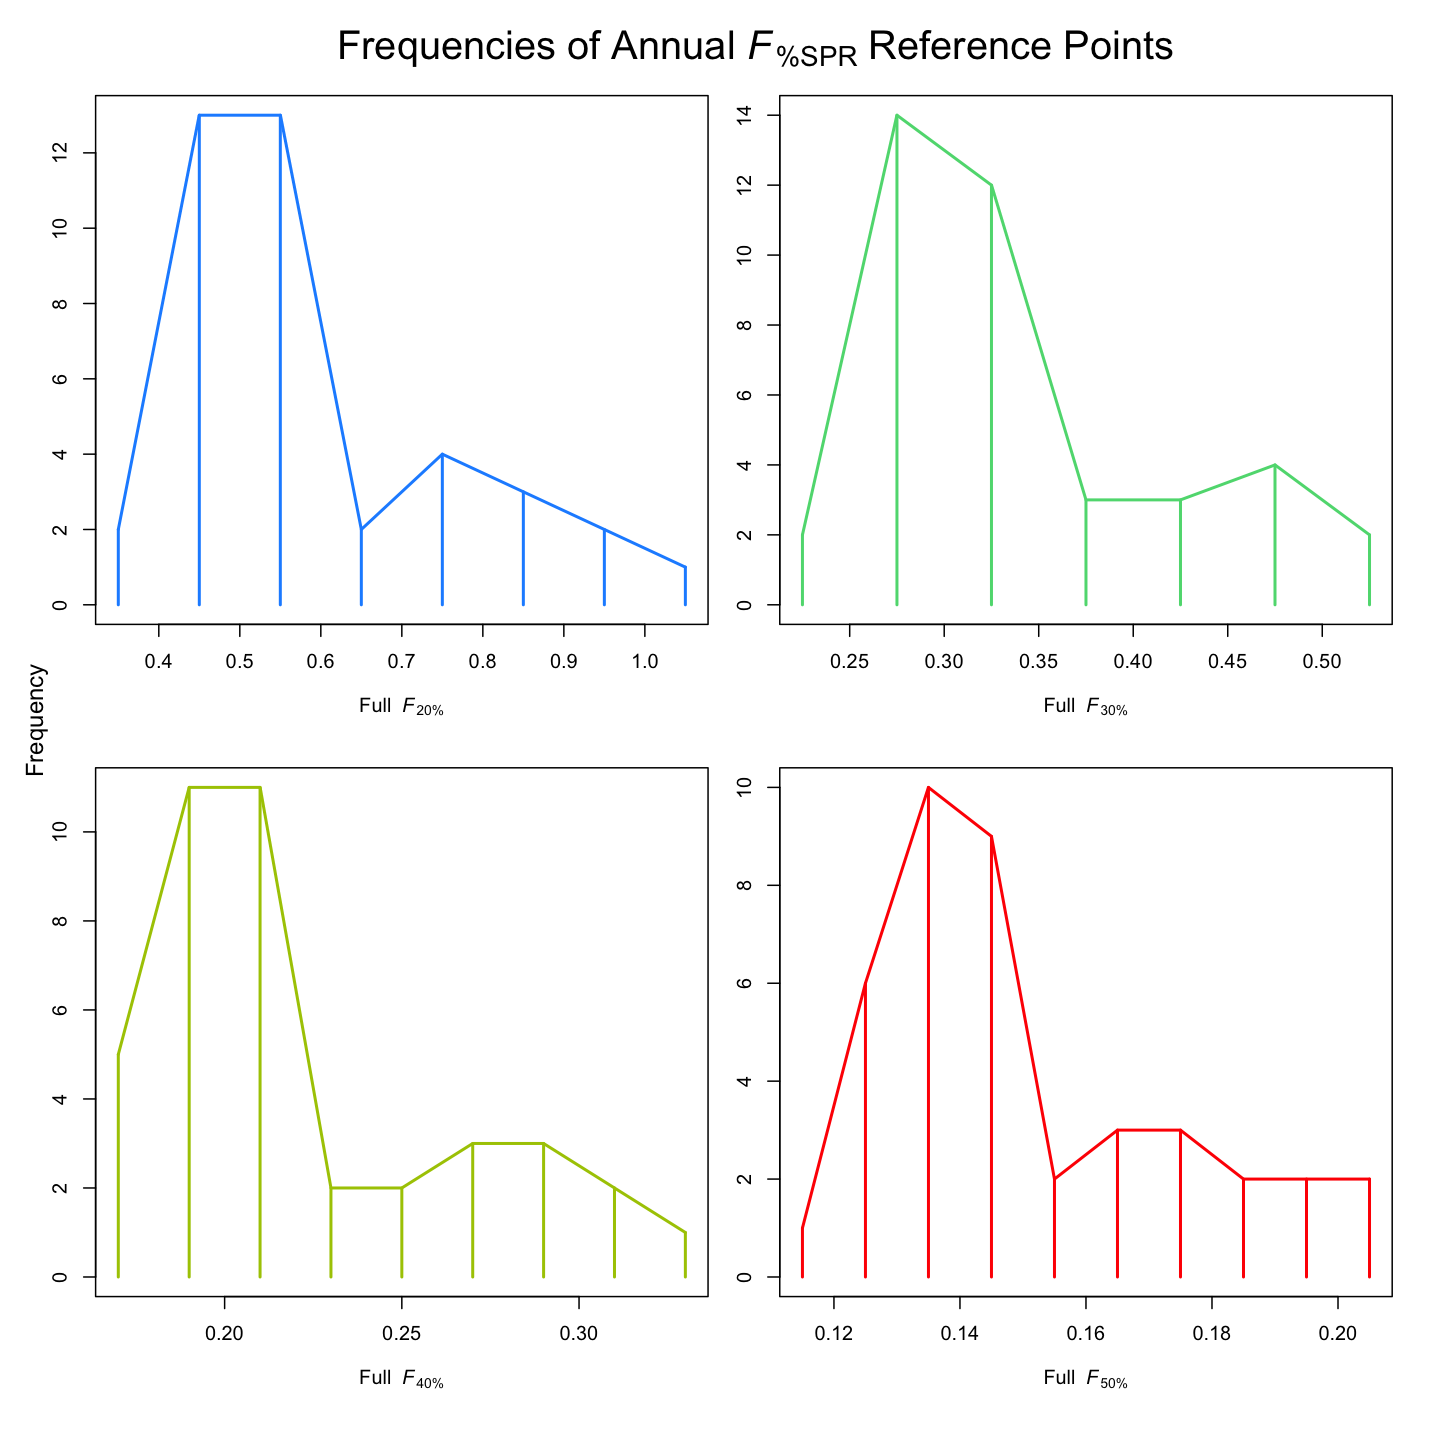 Frequencies of Annual F%SPR Reference Points
0 2 4 6 8 10 12
0.4 0.5 0.6 0.7 0.8 0.9 1.0
Full F20%
0 2 4 6 8 10 12 14
0.25 0.30 0.35 0.40 0.45 0.50
Full F30%
Frequency
0 2 4 6 8 10
0.20 0.25 0.30
Full F40%
0 2 4 6 8 10
0.12 0.14 0.16 0.18 0.20
Full F50%